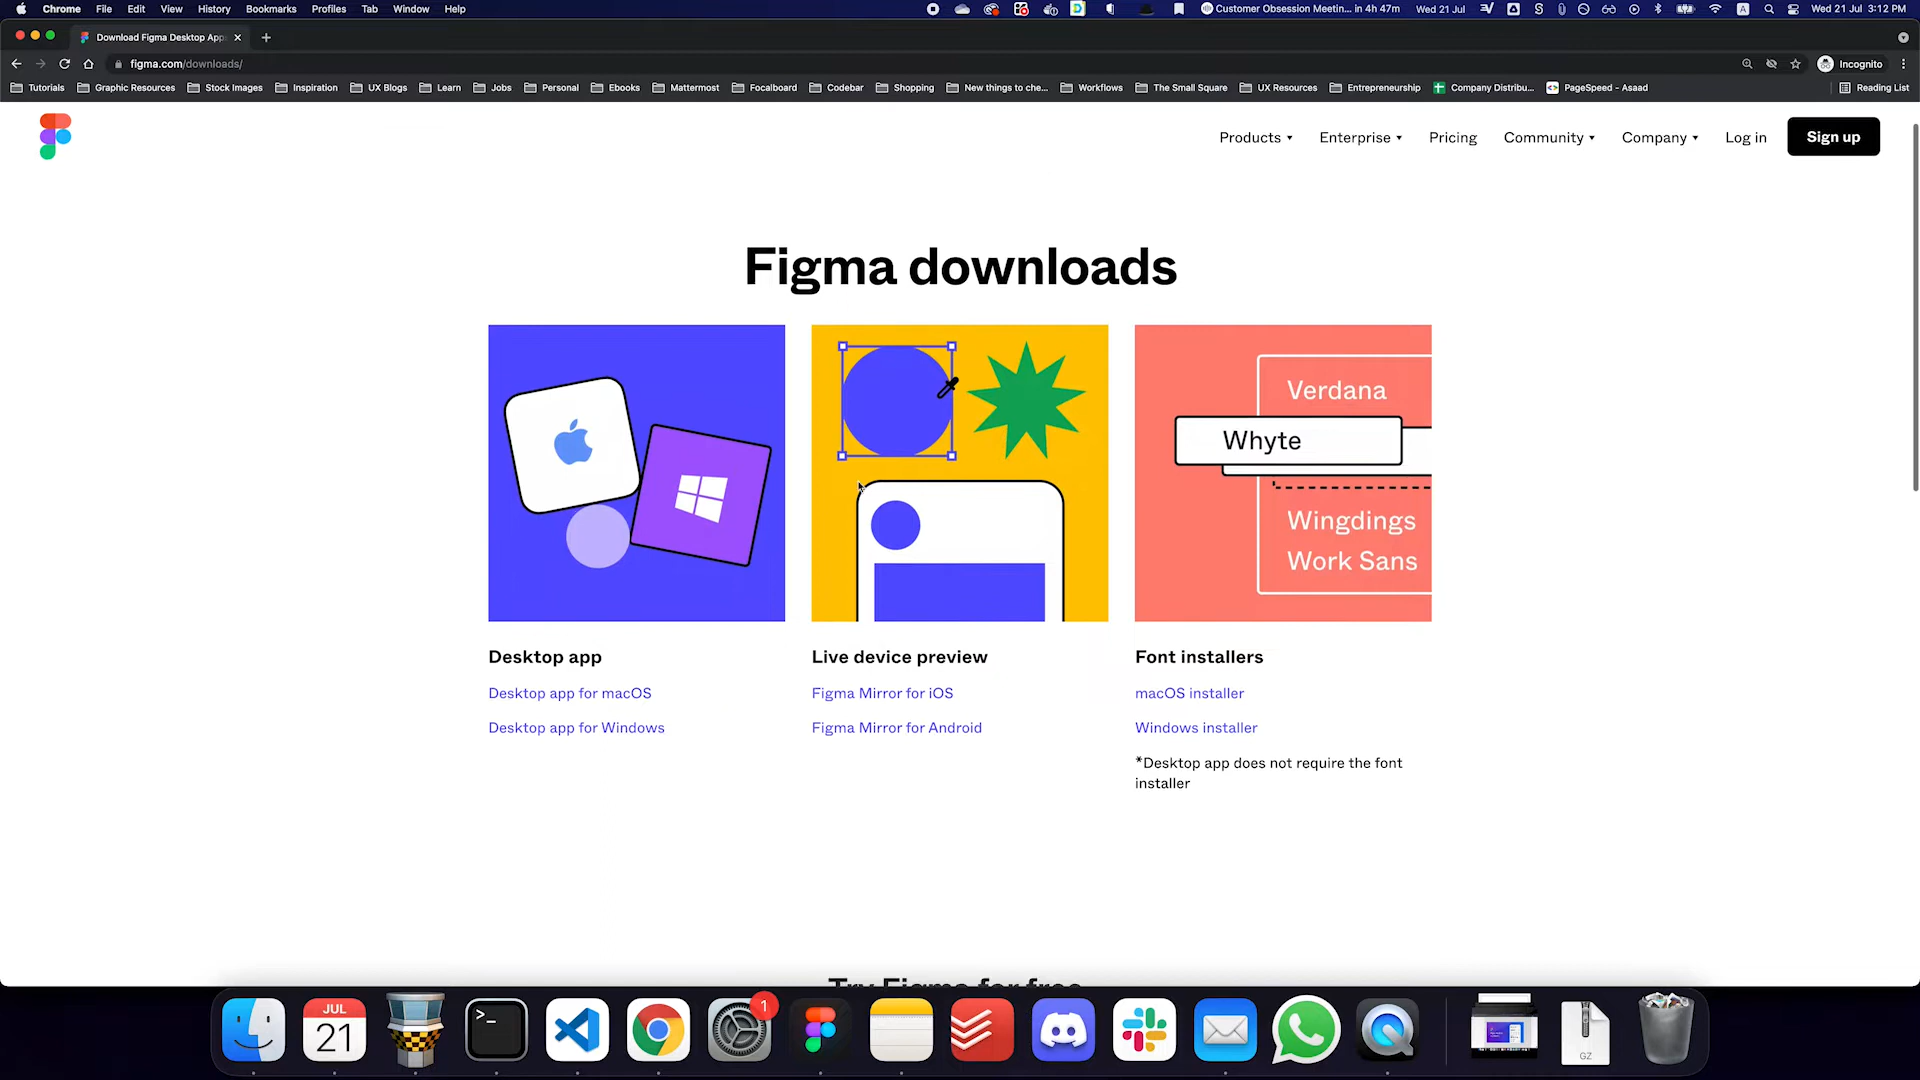 Chrome File Edit View History Bookmarks Profiles Tab Window Help
Customer Obsession Meetin... in 4h 47m Wed 21 Jul
Wed 21 Jul 3:12 PM
Download Figma Desktop App
figma.com/downloads/
Incognito
Tutorials Graphic Resources Stock Images Inspiration UX Blogs Learn Jobs Personal Ebooks Mattermost Focalboard Codebar Shopping New things to che... Workflows The Small Square UX Resources Entrepreneurship Company Distribu... PageSpeed - Asaad Reading List
Products Enterprise Pricing Community Company Log in Sign up
Figma downloads
Verdana
Whyte
Wingdings
Work Sans
Desktop app
Desktop app for macOS
Desktop app for Windows
Live device preview
Figma Mirror for iOS
Figma Mirror for Android
Font installers
macOS installer
Windows installer
*Desktop app does not require the font
installer
Try Figma for free
JUL
21
>_
1
GZ